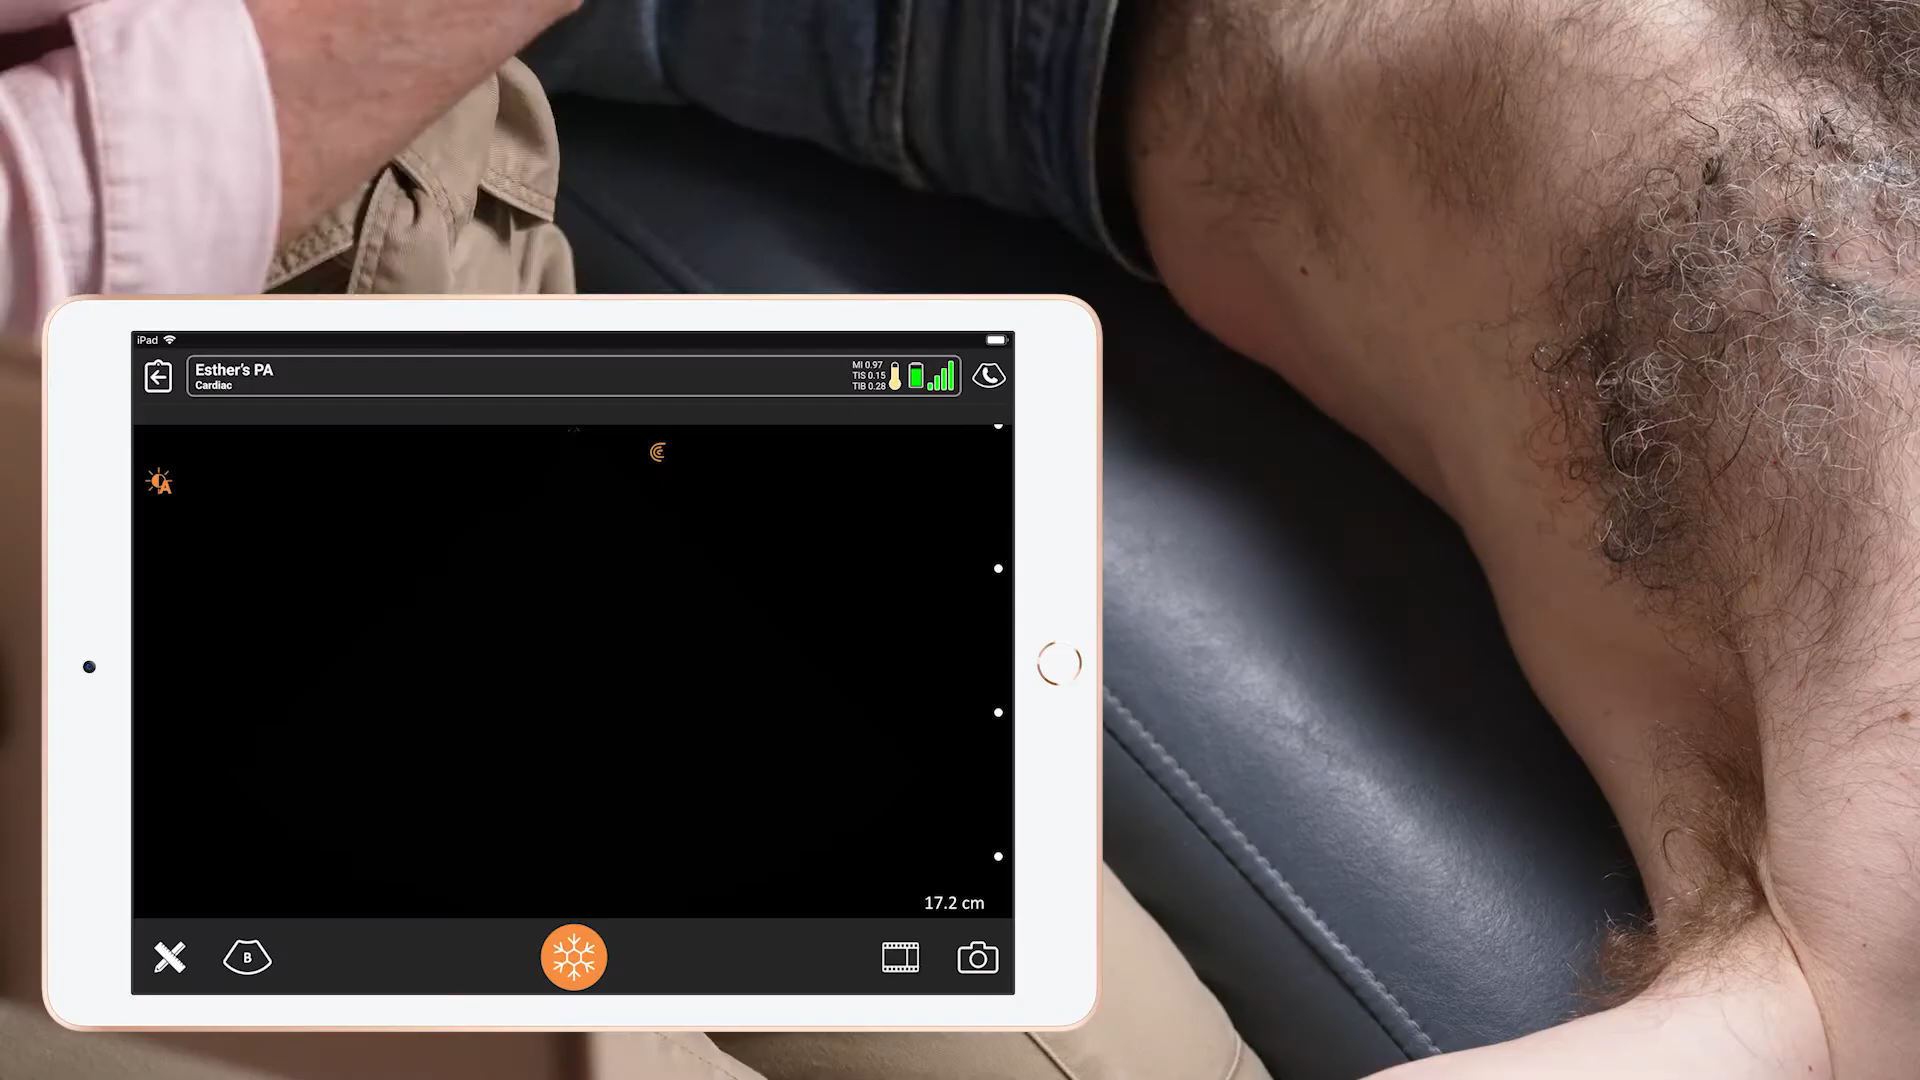 iPad
Esther's PA
Cardiac
MI 0.97
TIS 0.15
TIB 0.28
A
17.2 cm
B